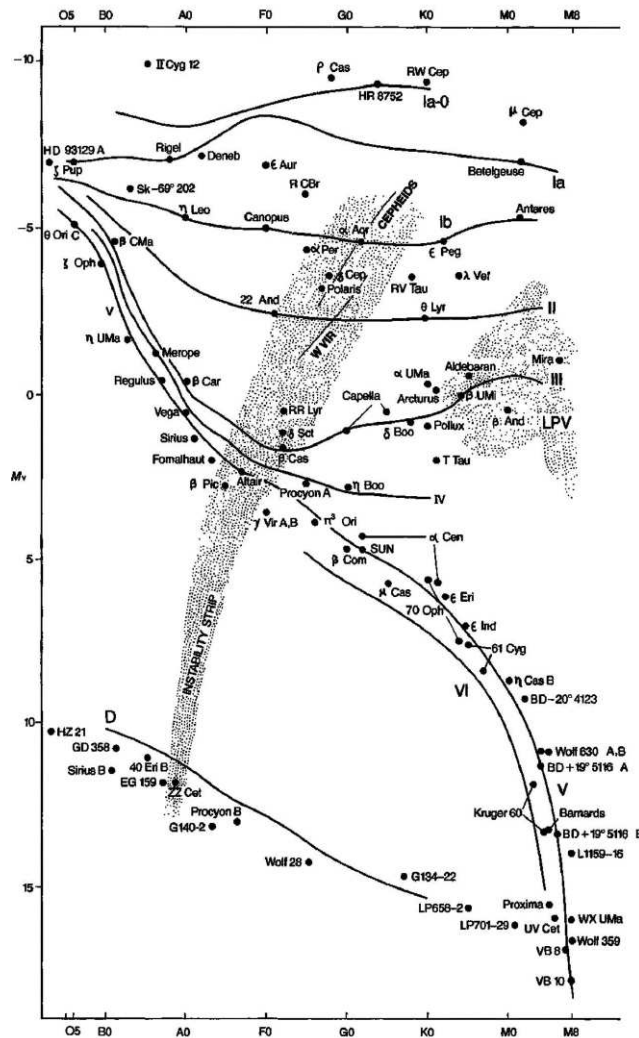 O5 B0 A0 F0 G0 K0 M0 M8
-10
II Cyg 12
ρ Cas
RW Cep
HR 8752
Ia-0
μ Cep
HD 93129 A
Rigel
Deneb
ζ Pup
ε Aur
Betelgeuse
Ia
Sk-69° 202
R CBr
CEPHEIDS
η Leo
Canopus
Ib
Antares
-5
α Aqr
θ Ori C
β CMa
α Per
ε Peg
ζ Oph
δ Cep
λ Vel
V
Polaris
RV Tau
22 And
θ Lyr
II
W VIR
η UMa
Merope
Aldebaran
Mira
α UMa
III
0
Regulus
β Car
Arcturus
β UMi
Capella
RR Lyr
β And
LPV
Vega
δ Boo
Pollux
Sirius
δ Sct
β Cas
Fomalhaut
T Tau
Mv
Altair
β Pic
Procyon A
η Boo
IV
γ Vir A,B
π³ Ori
α Cen
5
SUN
β Com
μ Cas
ε Eri
70 Oph
ε Ind
INSTABILITY STRIP
61 Cyg
VI
η Cas B
D
BD-20° 4123
10
HZ 21
GD 358
Wolf 630 A,B
40 Eri B
BD+19° 5116 A
Sirius B
EG 159
ZZ Cet
V
Kruger 60
Barnards
Procyon B
G140-2
BD+19° 5116 B
L1159-16
Wolf 28
G134-22
15
LP658-2
Proxima
WX UMa
LP701-29
UV Cet
Wolf 359
VB 8
VB 10
O5 B0 A0 F0 G0 K0 M0 M8